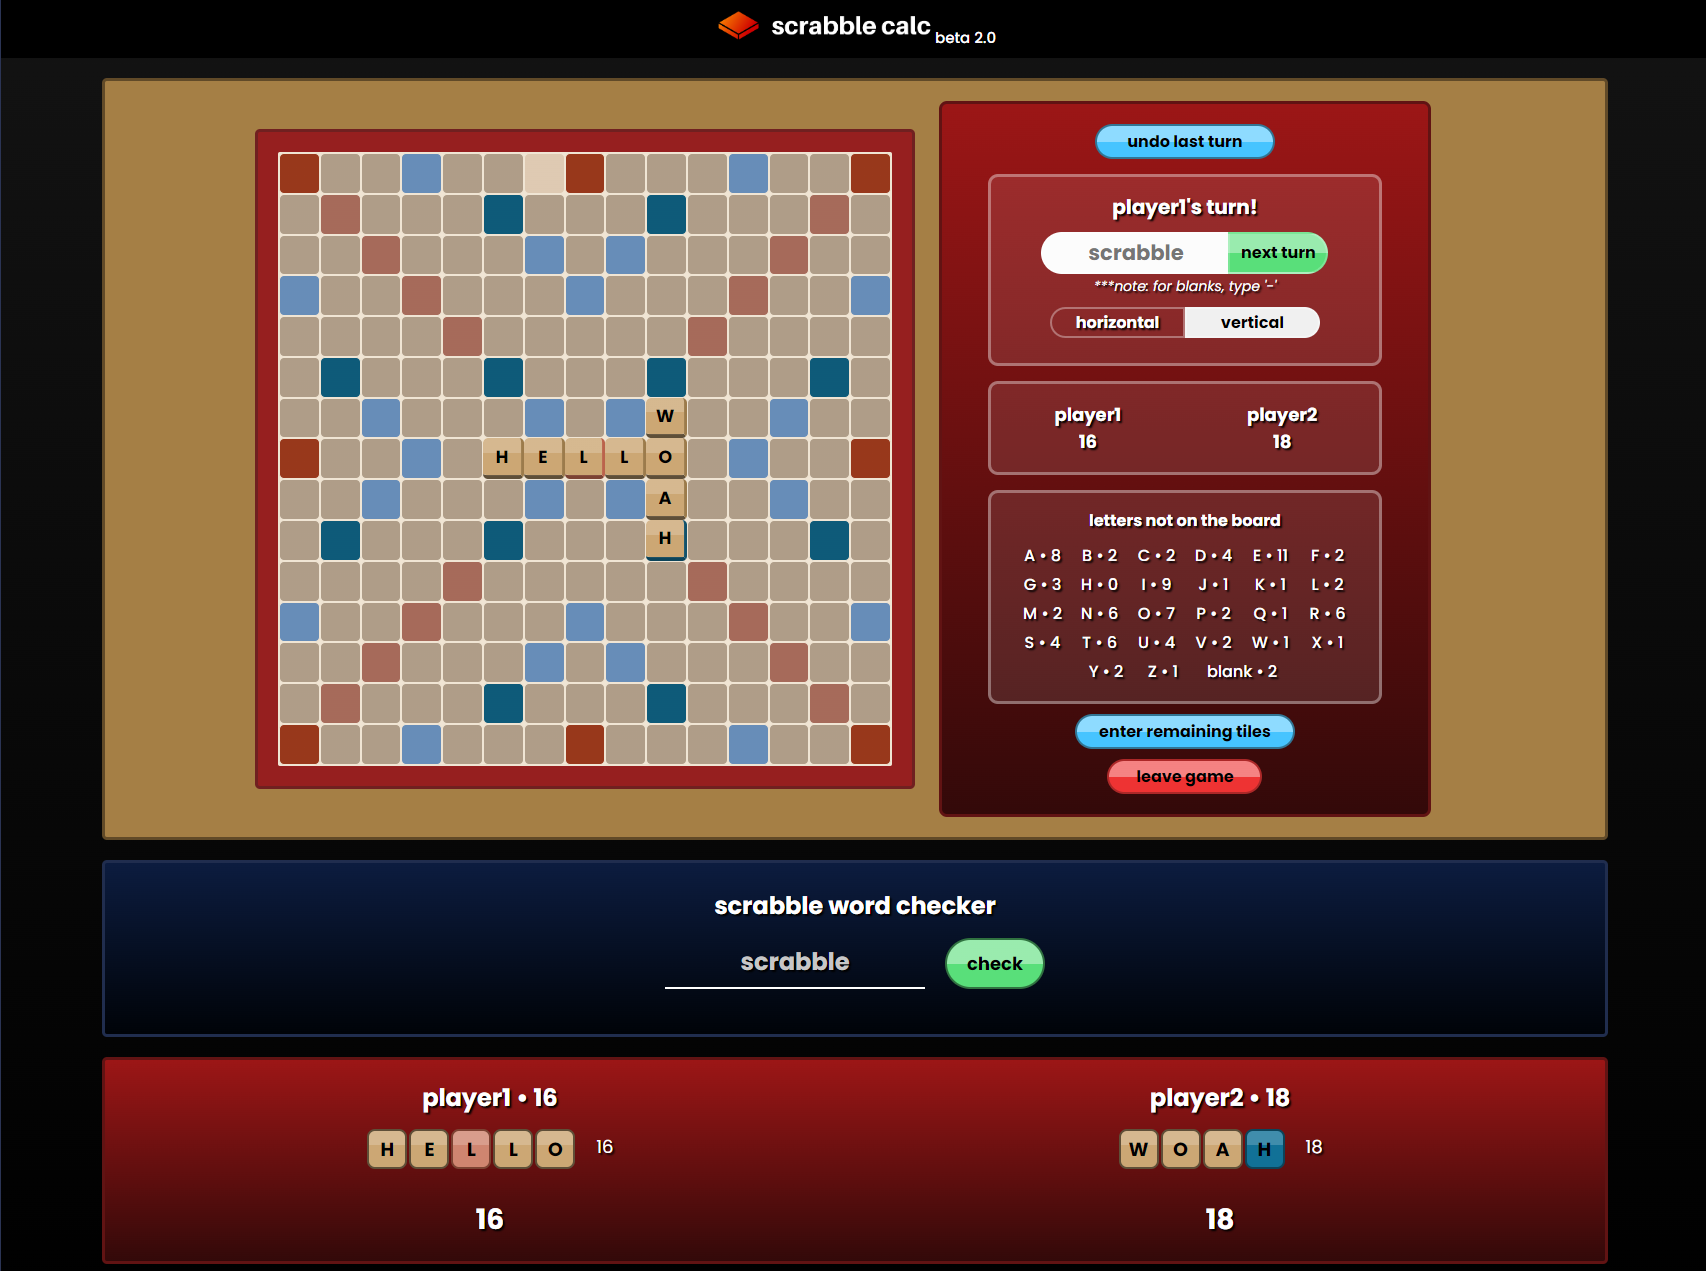 scrabble calc beta 2.0
undo last turn
player1's turn!
scrabble next turn
***note: for blanks, type '-'
horizontal vertical
player1 player2
16 18
W
H E L L O
A
H
letters not on the board
A • 8 B • 2 C • 2 D • 4 E • 11 F • 2
G • 3 H • 0 I • 9 J • 1 K • 1 L • 2
M • 2 N • 6 O • 7 P • 2 Q • 1 R • 6
S • 4 T • 6 U • 4 V • 2 W • 1 X • 1
Y • 2 Z • 1 blank • 2
enter remaining tiles
leave game
scrabble word checker
scrabble check
player1 • 16
H E L L O 16
16
player2 • 18
W O A H 18
18